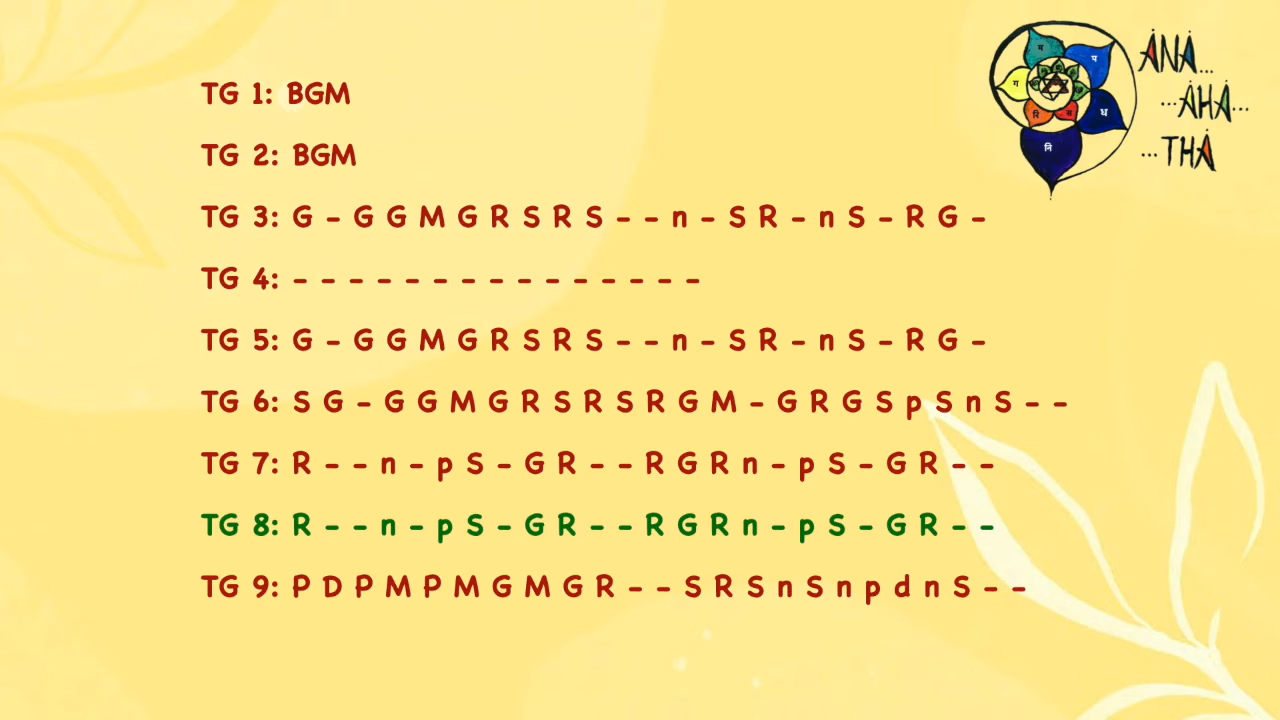 TG 1: BGM
TG 2: BGM
TG 3: G - G G M G R S R S - - n - S R - n S - R G -
TG 4: - - - - - - - - - - - - - - -
TG 5: G - G G M G R S R S - - n - S R - n S - R G -
TG 6: S G - G G M G R S R S R G M - G R G S p S n S - -
TG 7: R - - n - p S - G R - - R G R n - p S - G R - -
TG 8: R - - n - p S - G R - - R G R n - p S - G R - -
TG 9: P D P M P M G M G R - - S R S n S n p d n S - -
ANA...
...AHA...
...THA
म
प
ग
ध
रि
स
नि